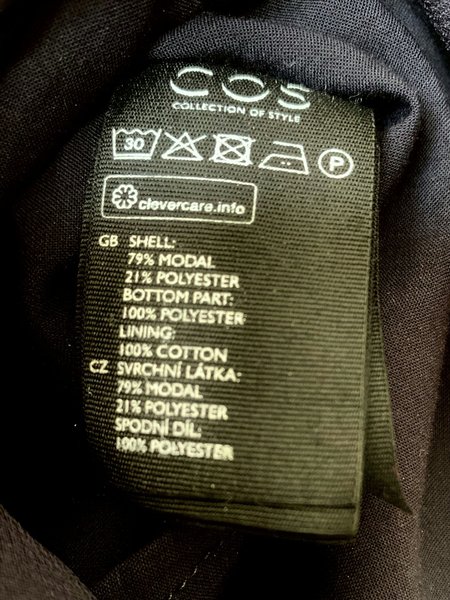 COS
COLLECTION OF STYLE
30 P
clevercare.info
GB SHELL:
79% MODAL
21% POLYESTER
BOTTOM PART:
100% POLYESTER
LINING:
100% COTTON
CZ SVRCHNÍ LÁTKA:
79% MODAL
21% POLYESTER
SPODNÍ DÍL:
100% POLYESTER